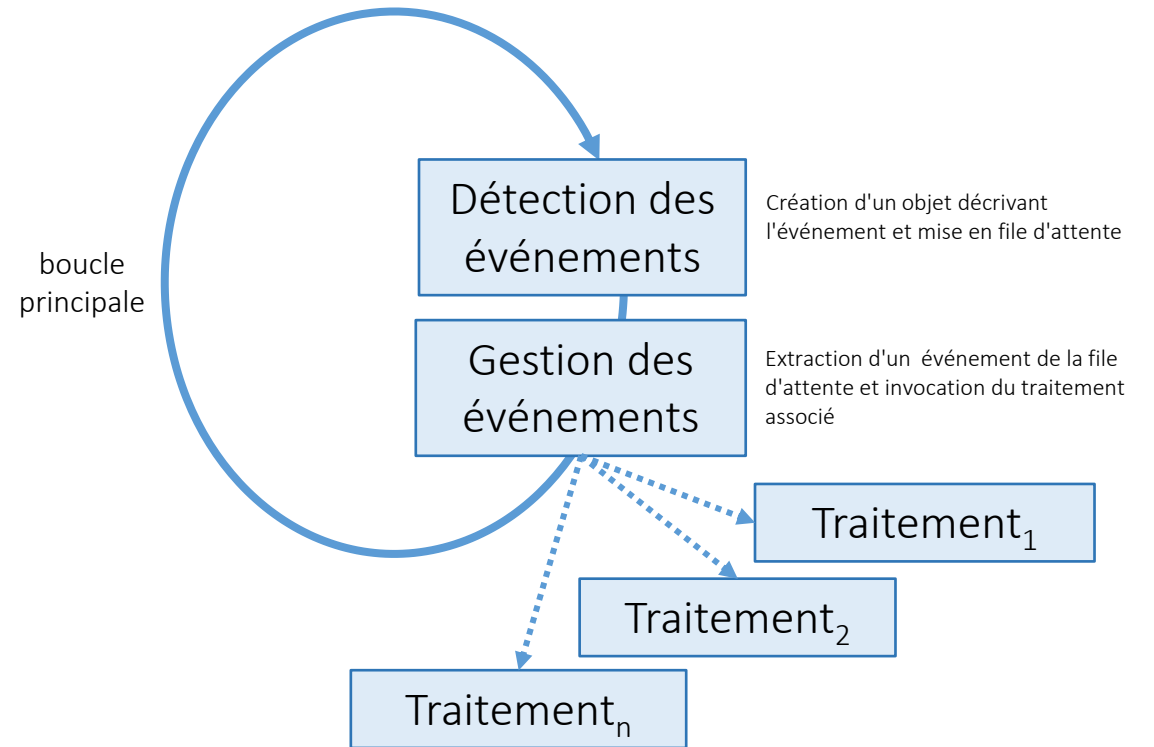 Détection des
événements
Création d'un objet décrivant
l'événement et mise en file d'attente
boucle
principale
Gestion des
événements
Extraction d'un  événement de la file
d'attente et invocation du traitement
associé
Traitement₁
Traitement₂
Traitementₙ